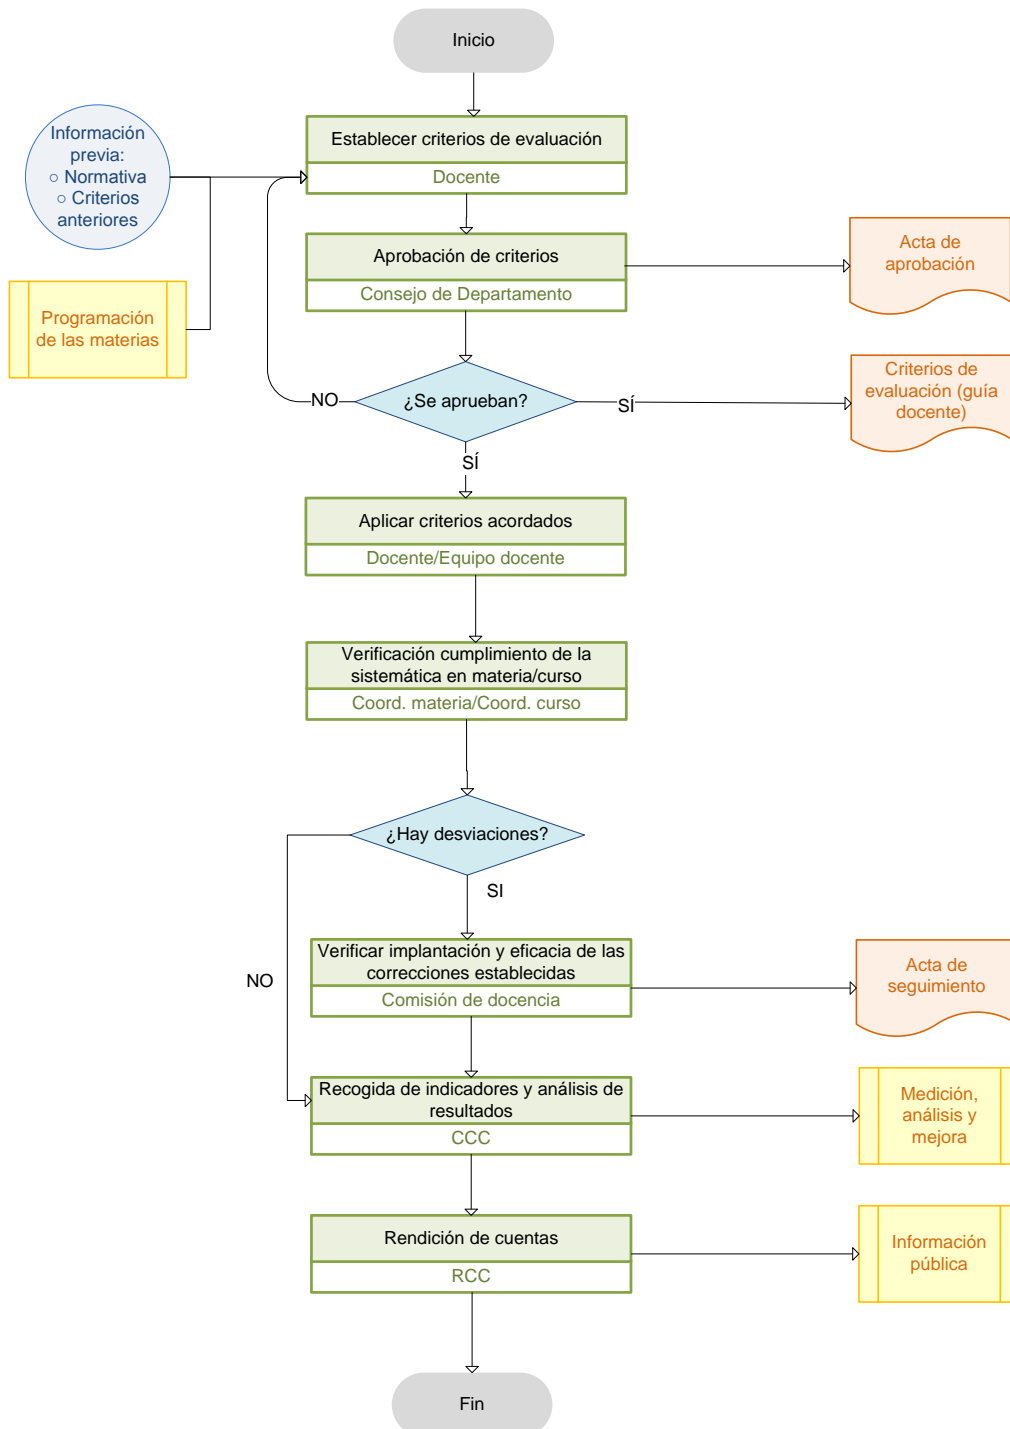 Inicio
Información
previa:
○ Normativa
○ Criterios
anteriores
Establecer criterios de evaluación
Docente
Programación
de las materias
Aprobación de criterios
Consejo de Departamento
Acta de
aprobación
NO
¿Se aprueban?
SÍ
Criterios de
evaluación (guía
docente)
SÍ
Aplicar criterios acordados
Docente/Equipo docente
Verificación cumplimiento de la
sistemática en materia/curso
Coord. materia/Coord. curso
¿Hay desviaciones?
SI
NO
Verificar implantación y eficacia de las
correcciones establecidas
Comisión de docencia
Acta de
seguimiento
Recogida de indicadores y análisis de
resultados
CCC
Medición,
análisis y
mejora
Rendición de cuentas
RCC
Información
pública
Fin